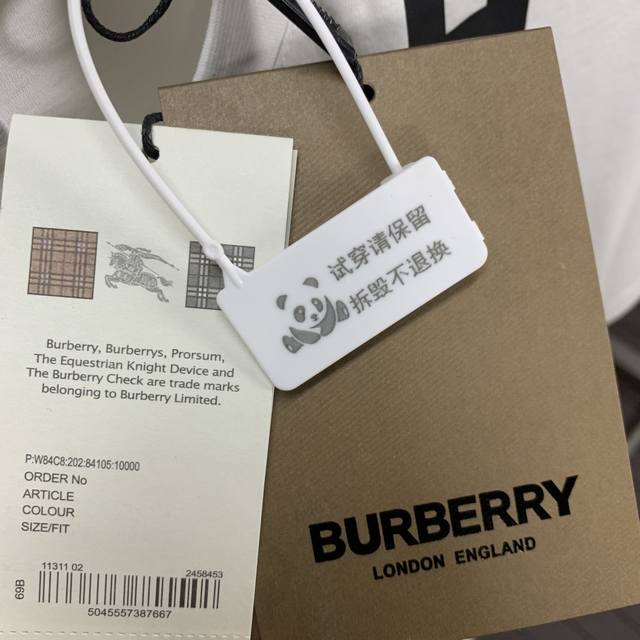 试穿请保留
拆毁不退换
Burberry, Burberrys, Prorsum,
The Equestrian Knight Device and
The Burberry Check are trade marks
belonging to Burberry Limited.
P:W84C8:202:84105:10000
ORDER No
ARTICLE
COLOUR
SIZE/FIT
69B
11311 02
2458453
5045557387667
BURBERRY
LONDON ENGLAND